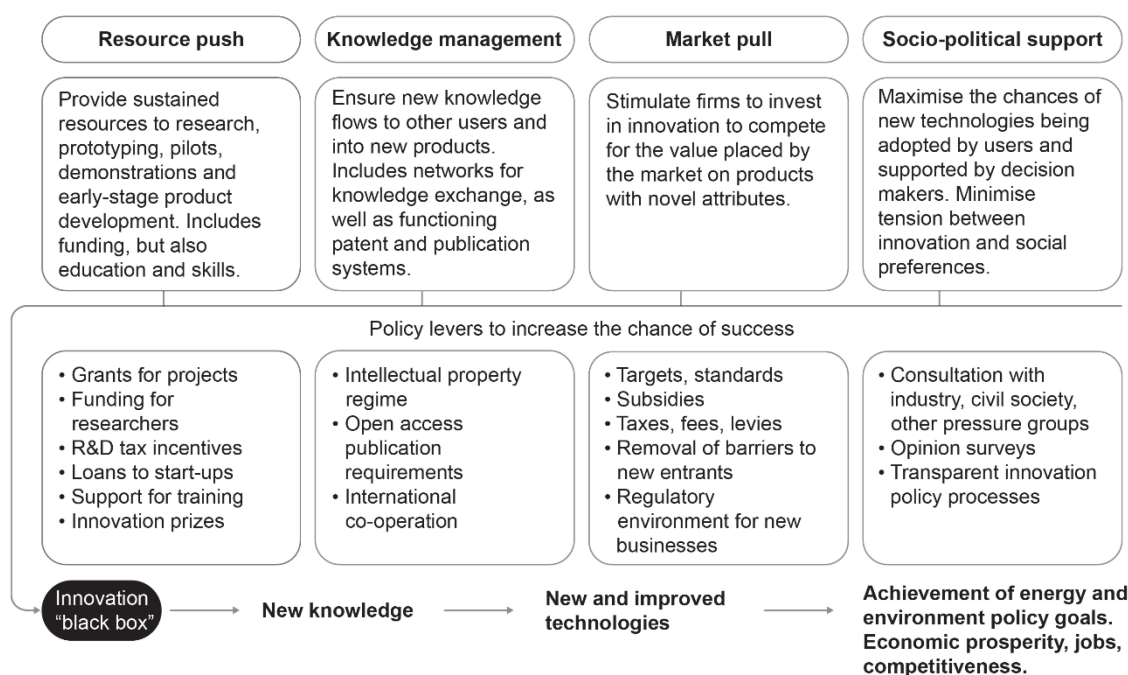 Resource push
Knowledge management
Market pull
Socio-political support
Provide sustained
resources to research,
prototyping, pilots,
demonstrations and
early-stage product
development. Includes
funding, but also
education and skills.
Ensure new knowledge
flows to other users and
into new products.
Includes networks for
knowledge exchange, as
well as functioning
patent and publication
systems.
Stimulate firms to invest
in innovation to compete
for the value placed by
the market on products
with novel attributes.
Maximise the chances of
new technologies being
adopted by users and
supported by decision
makers. Minimise
tension between
innovation and social
preferences.
Policy levers to increase the chance of success
• Grants for projects
• Funding for
researchers
• R&D tax incentives
• Loans to start-ups
• Support for training
• Innovation prizes
• Intellectual property
regime
• Open access
publication
requirements
• International
co-operation
• Targets, standards
• Subsidies
• Taxes, fees, levies
• Removal of barriers to
new entrants
• Regulatory
environment for new
businesses
• Consultation with
industry, civil society,
other pressure groups
• Opinion surveys
• Transparent innovation
policy processes
Innovation
“black box”
New knowledge
New and improved
technologies
Achievement of energy and
environment policy goals.
Economic prosperity, jobs,
competitiveness.